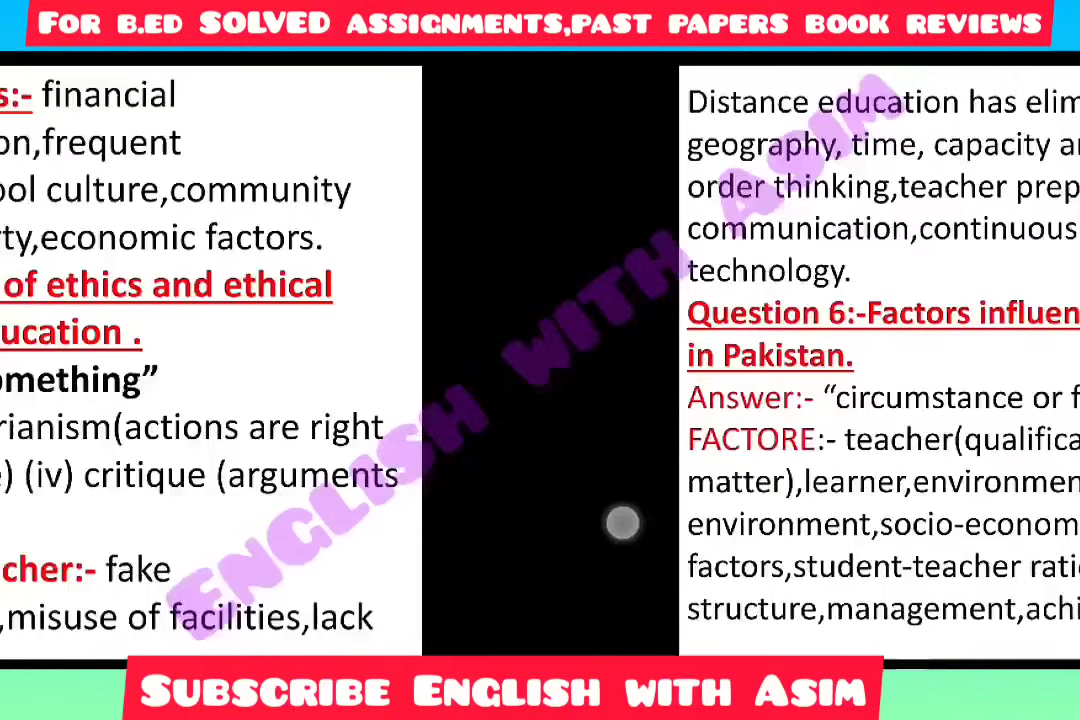 FOR B.ED SOLVED ASSIGNMENTS,PAST PAPERS BOOK REVIEWS
s:- financial
on,frequent
ool culture,community
rty,economic factors.
of ethics and ethical
ucation .
omething”
rianism(actions are right
e) (iv) critique (arguments
cher:- fake
,misuse of facilities,lack
Distance education has elim
geography, time, capacity a
order thinking,teacher prep
communication,continuous
technology.
Question 6:-Factors influen
in Pakistan.
Answer:- “circumstance or f
FACTORE:- teacher(qualifica
matter),learner,environmen
environment,socio-econom
factors,student-teacher rati
structure,management,achi
ENGLISH WITH ASIM
SUBSCRIBE ENGLISH WITH ASIM